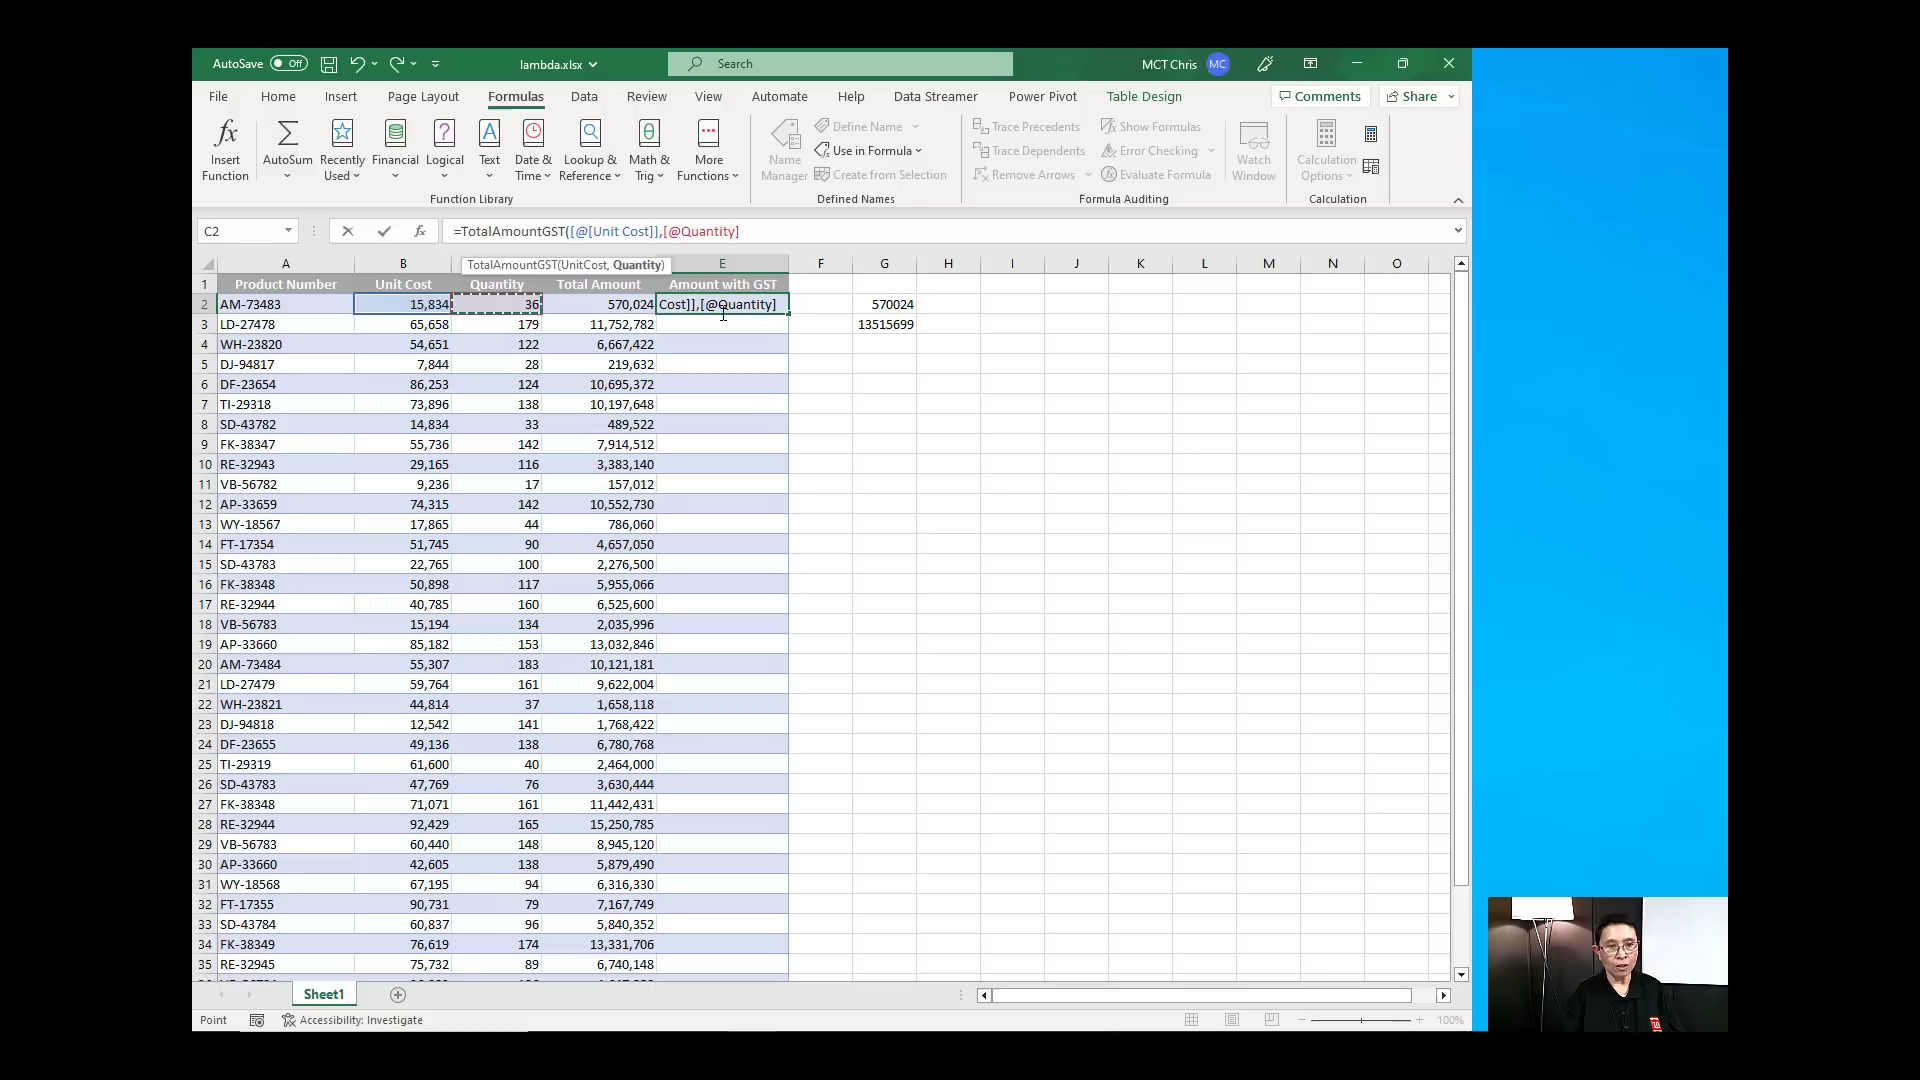 AutoSave Off lambda.xlsx Search MCT Chris MC
File Home Insert Page Layout Formulas Data Review View Automate Help Data Streamer Power Pivot Table Design Comments Share
Insert Function AutoSum Recently Used Financial Logical Text Date & Time Lookup & Reference Math & Trig More Functions Name Manager Define Name Use in Formula Create from Selection Trace Precedents Trace Dependents Remove Arrows Show Formulas Error Checking Evaluate Formula Watch Window Calculation Options
Function Library Defined Names Formula Auditing Calculation
C2 =TotalAmountGST([@[Unit Cost]],[@Quantity]
TotalAmountGST(UnitCost, Quantity)
A B E F G H I J K L M N O
1 Product Number Unit Cost Quantity Total Amount Amount with GST
2 AM-73483 15,834 36 570,024 Cost]],[@Quantity] 570024
3 LD-27478 65,658 179 11,752,782 13515699
4 WH-23820 54,651 122 6,667,422
5 DJ-94817 7,844 28 219,632
6 DF-23654 86,253 124 10,695,372
7 TI-29318 73,896 138 10,197,648
8 SD-43782 14,834 33 489,522
9 FK-38347 55,736 142 7,914,512
10 RE-32943 29,165 116 3,383,140
11 VB-56782 9,236 17 157,012
12 AP-33659 74,315 142 10,552,730
13 WY-18567 17,865 44 786,060
14 FT-17354 51,745 90 4,657,050
15 SD-43783 22,765 100 2,276,500
16 FK-38348 50,898 117 5,955,066
17 RE-32944 40,785 160 6,525,600
18 VB-56783 15,194 134 2,035,996
19 AP-33660 85,182 153 13,032,846
20 AM-73484 55,307 183 10,121,181
21 LD-27479 59,764 161 9,622,004
22 WH-23821 44,814 37 1,658,118
23 DJ-94818 12,542 141 1,768,422
24 DF-23655 49,136 138 6,780,768
25 TI-29319 61,600 40 2,464,000
26 SD-43783 47,769 76 3,630,444
27 FK-38348 71,071 161 11,442,431
28 RE-32944 92,429 165 15,250,785
29 VB-56783 60,440 148 8,945,120
30 AP-33660 42,605 138 5,879,490
31 WY-18568 67,195 94 6,316,330
32 FT-17355 90,731 79 7,167,749
33 SD-43784 60,837 96 5,840,352
34 FK-38349 76,619 174 13,331,706
35 RE-32945 75,732 89 6,740,148
Sheet1
Point Accessibility: Investigate 100%